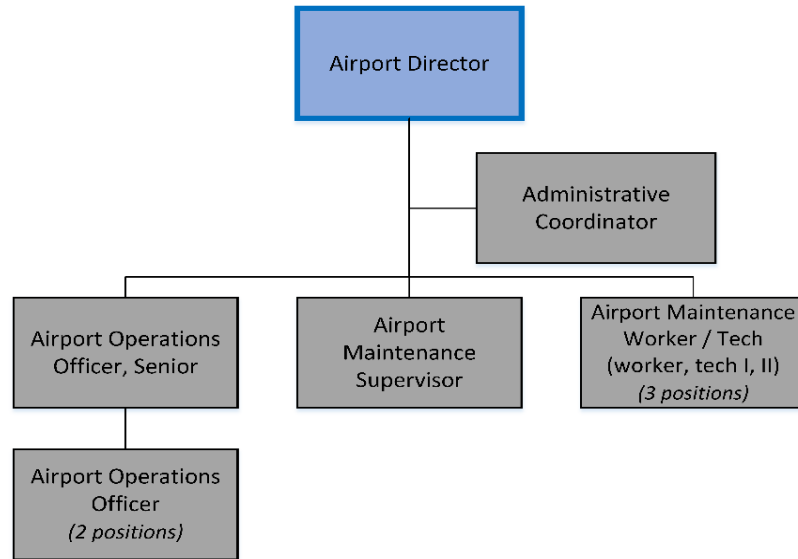 Airport Director
Administrative
Coordinator
Airport Operations
Officer, Senior
Airport
Maintenance
Supervisor
Airport Maintenance
Worker / Tech
(worker, tech I, II)
(3 positions)
Airport Operations
Officer
(2 positions)